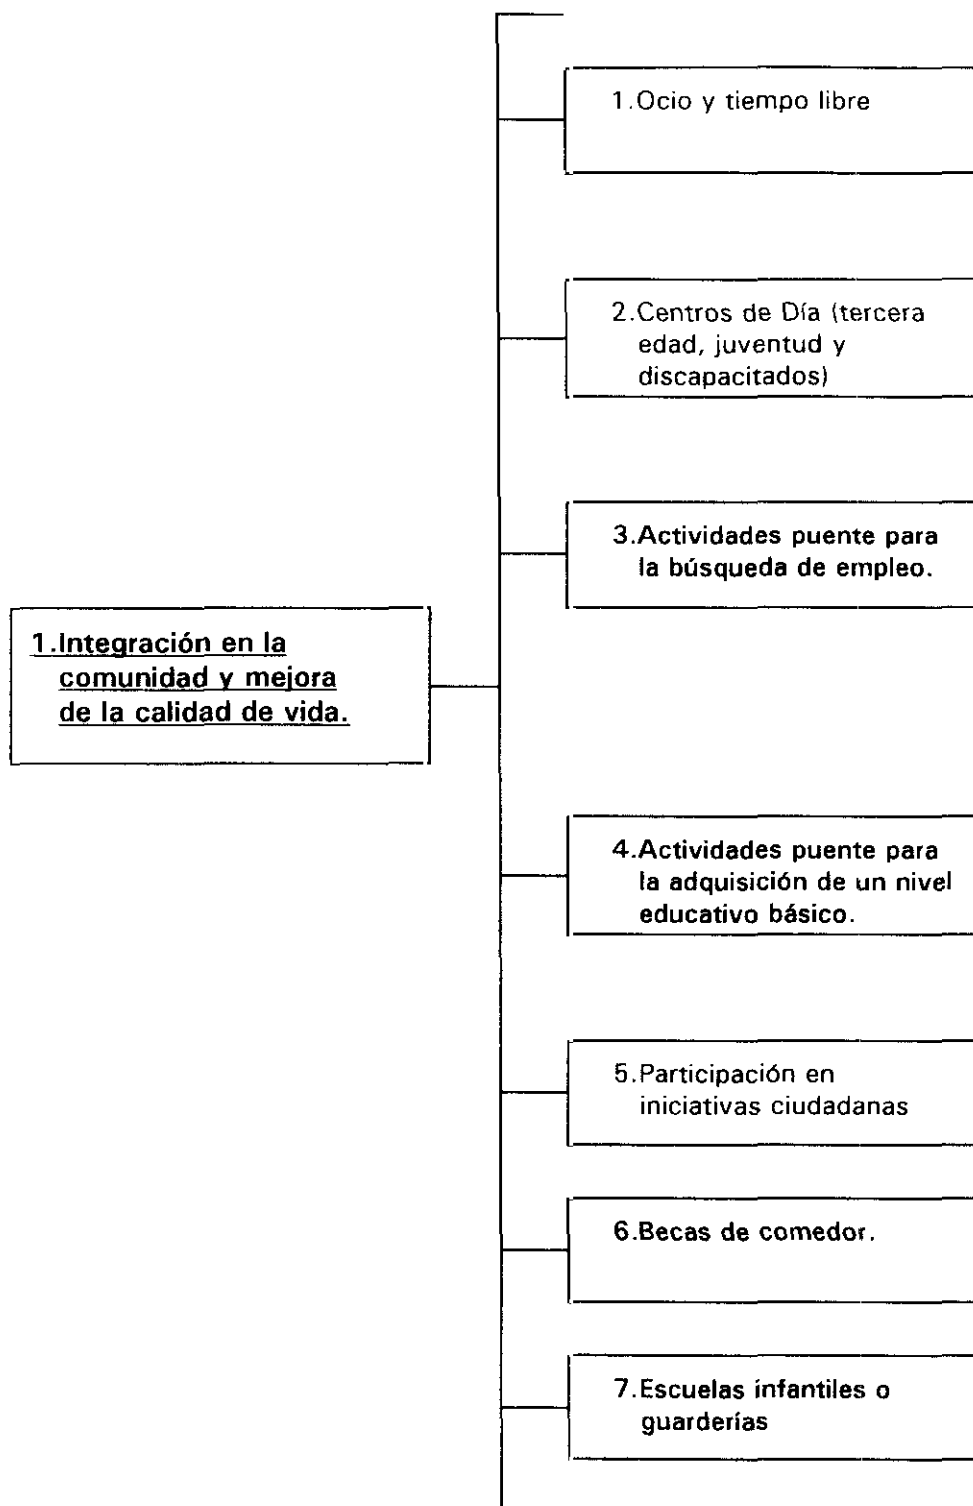 1.Ocio y tiempo libre
2.Centros de Día (tercera
edad, juventud y
discapacitados)
3.Actividades puente para
la búsqueda de empleo.
1.Integración en la
comunidad y mejora
de la calidad de vida.
4.Actividades puente para
la adquisición de un nivel
educativo básico.
5.Participación en
iniciativas ciudadanas
6.Becas de comedor.
7.Escuelas infantiles o
guarderías